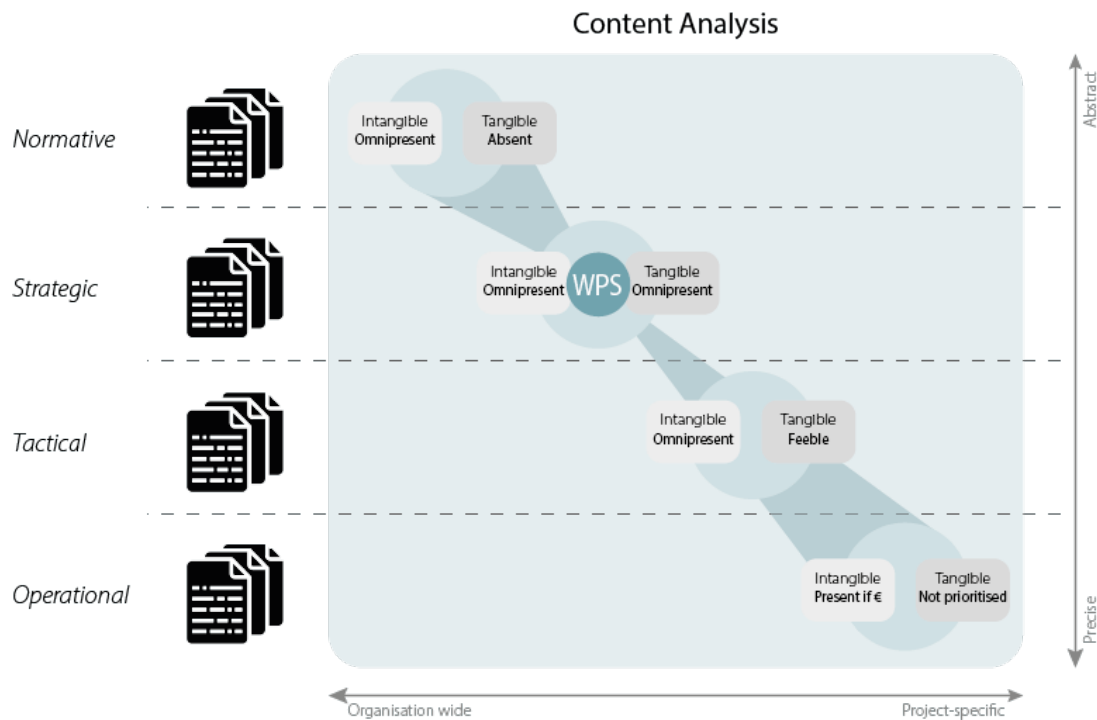 Content Analysis
Abstract
Normative
Intangible
Omnipresent
Tangible
Absent
Strategic
Intangible
Omnipresent
WPS
Tangible
Omnipresent
Tactical
Intangible
Omnipresent
Tangible
Feeble
Operational
Intangible
Present if €
Tangible
Not prioritised
Precise
Organisation wide
Project-specific